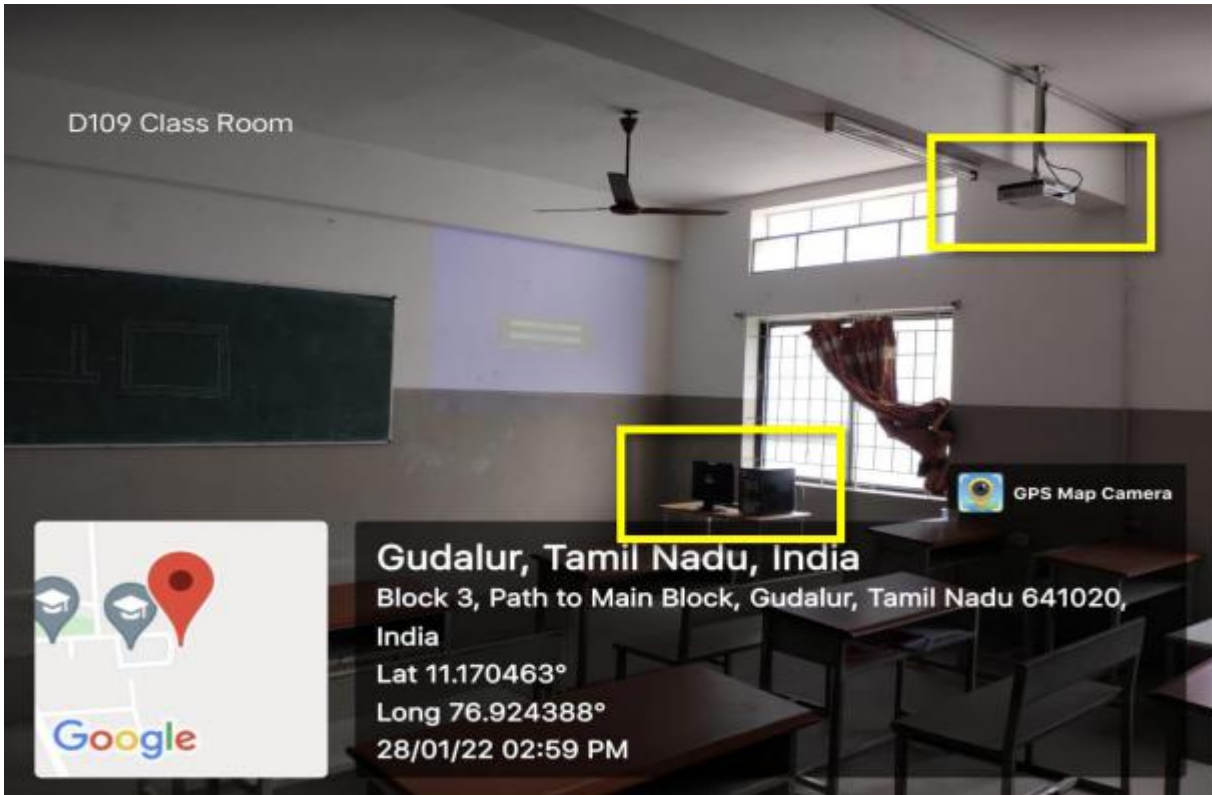 D109 Class Room
GPS Map Camera
Gudalur, Tamil Nadu, India
Block 3, Path to Main Block, Gudalur, Tamil Nadu 641020,
India
Lat 11.170463°
Long 76.924388°
28/01/22 02:59 PM
Google